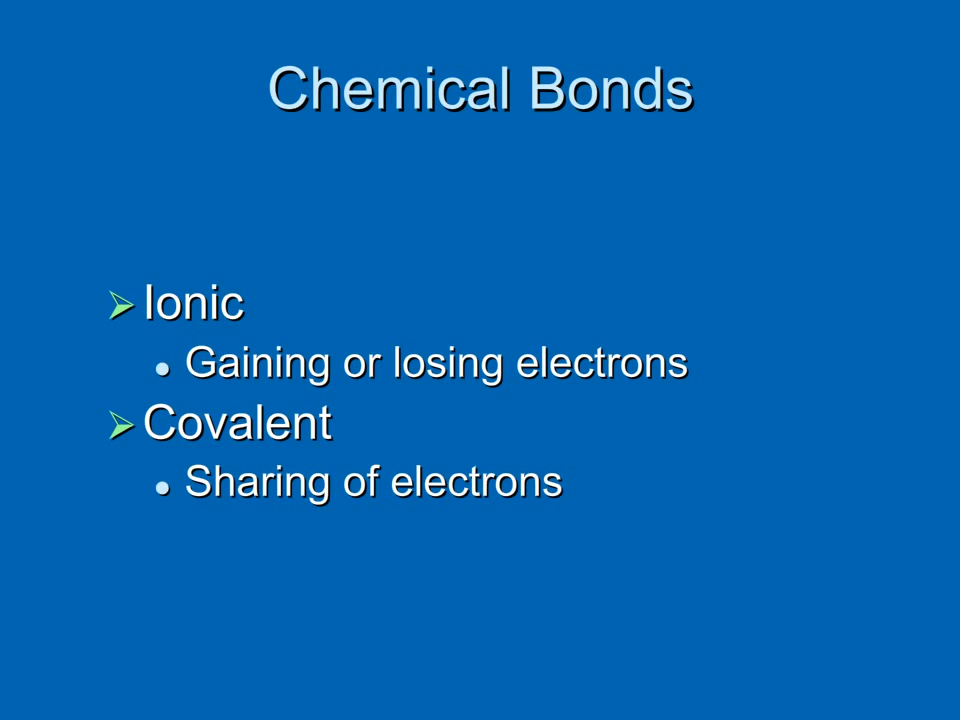 Chemical Bonds
Ionic
Gaining or losing electrons
Covalent
Sharing of electrons